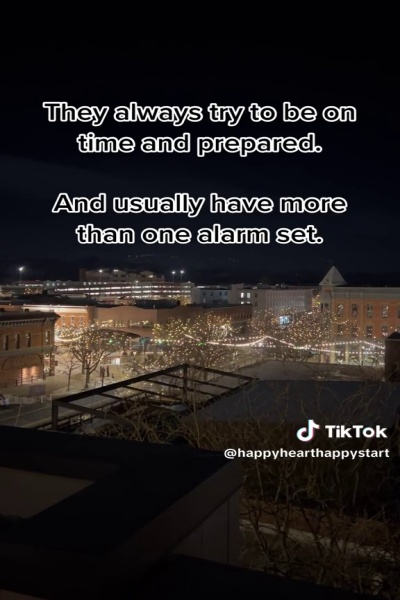 They always try to be on
time and prepared.
And usually have more
than one alarm set.
TikTok
@happyhearthappystart